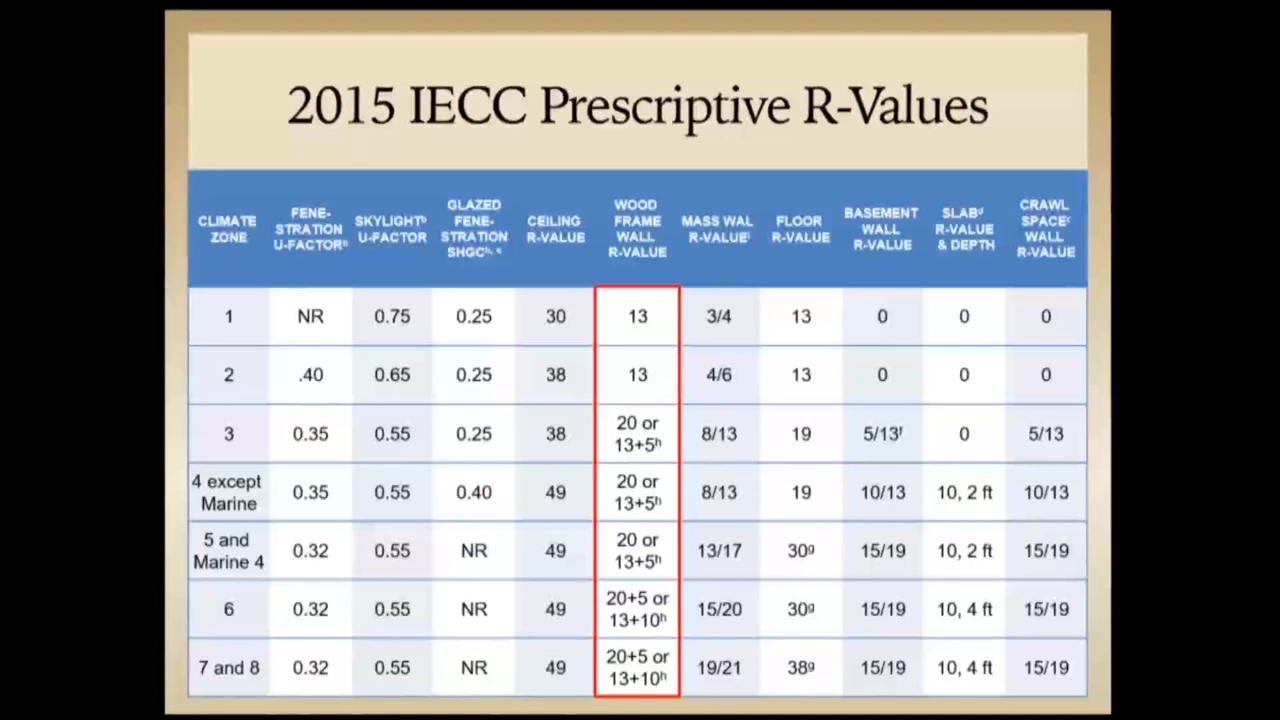 2015 IECC Prescriptive R-Values
CLIMATE ZONE | FENE-STRATION U-FACTORᵇ | SKYLIGHTᵇ U-FACTOR | GLAZED FENE-STRATION SHGCᵇ, ᵉ | CEILING R-VALUE | WOOD FRAME WALL R-VALUE | MASS WAL R-VALUEⁱ | FLOOR R-VALUE | BASEMENT WALL R-VALUE | SLABᵈ R-VALUE & DEPTH | CRAWL SPACEᶜ WALL R-VALUE
1 | NR | 0.75 | 0.25 | 30 | 13 | 3/4 | 13 | 0 | 0 | 0
2 | .40 | 0.65 | 0.25 | 38 | 13 | 4/6 | 13 | 0 | 0 | 0
3 | 0.35 | 0.55 | 0.25 | 38 | 20 or 13+5ʰ | 8/13 | 19 | 5/13ᶠ | 0 | 5/13
4 except Marine | 0.35 | 0.55 | 0.40 | 49 | 20 or 13+5ʰ | 8/13 | 19 | 10/13 | 10, 2 ft | 10/13
5 and Marine 4 | 0.32 | 0.55 | NR | 49 | 20 or 13+5ʰ | 13/17 | 30ᵍ | 15/19 | 10, 2 ft | 15/19
6 | 0.32 | 0.55 | NR | 49 | 20+5 or 13+10ʰ | 15/20 | 30ᵍ | 15/19 | 10, 4 ft | 15/19
7 and 8 | 0.32 | 0.55 | NR | 49 | 20+5 or 13+10ʰ | 19/21 | 38ᵍ | 15/19 | 10, 4 ft | 15/19